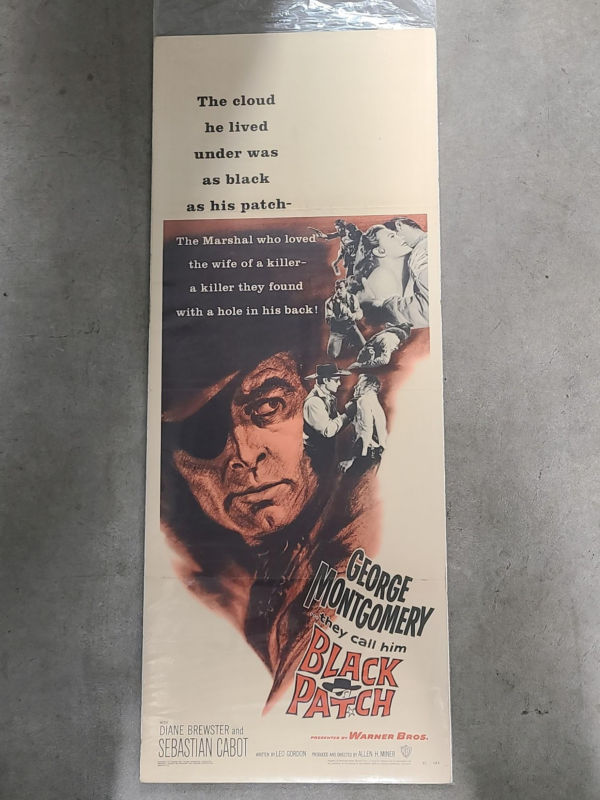 The cloud
he lived
under was
as black
as his patch-
The Marshal who loved
the wife of a killer-
a killer they found
with a hole in his back!
GEORGE
MONTGOMERY
they call him
BLACK
PATCH
WITH
DIANE BREWSTER and
SEBASTIAN CABOT
WRITTEN BY LEO GORDON PRODUCED AND DIRECTED BY ALLEN H. MINER
PRESENTED BY WARNER BROS.
WB